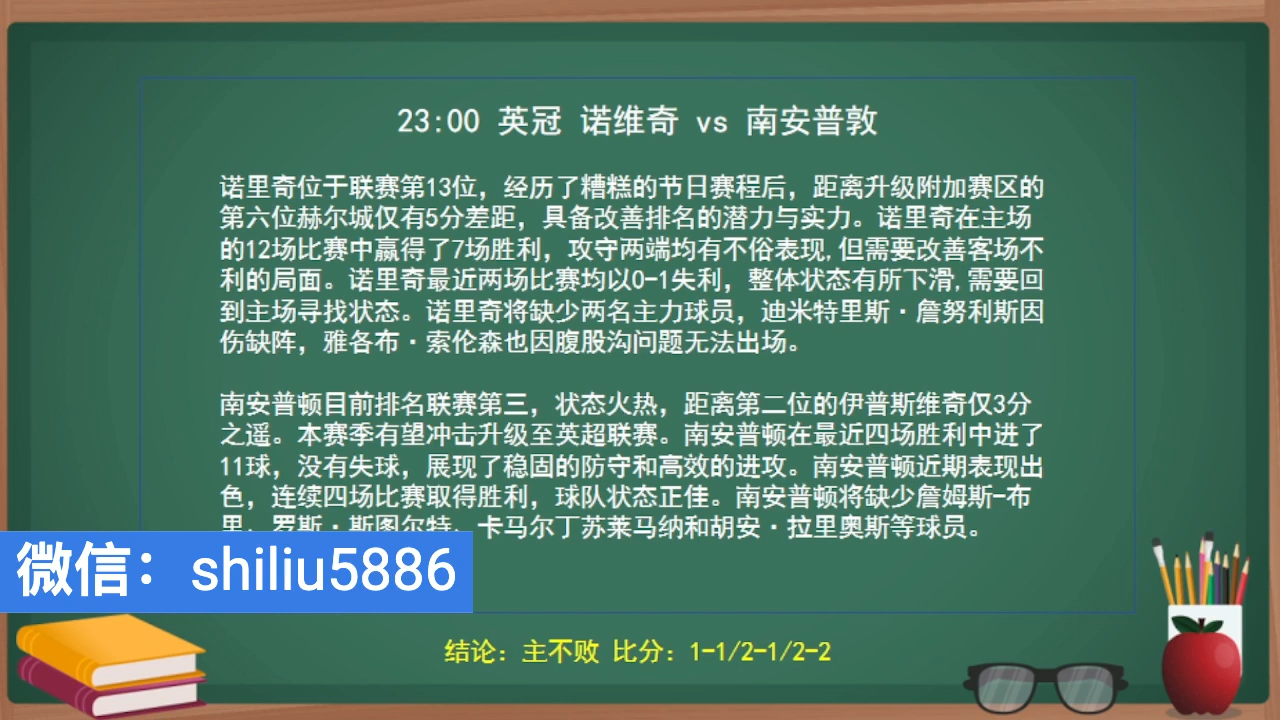 23:00 英冠 诺维奇 vs 南安普敦
诺里奇位于联赛第13位，经历了糟糕的节日赛程后，距离升级附加赛区的
第六位赫尔城仅有5分差距，具备改善排名的潜力与实力。诺里奇在主场
的12场比赛中赢得了7场胜利，攻守两端均有不俗表现,但需要改善客场不
利的局面。诺里奇最近两场比赛均以0-1失利，整体状态有所下滑,需要回
到主场寻找状态。诺里奇将缺少两名主力球员，迪米特里斯·詹努利斯因
伤缺阵，雅各布·索伦森也因腹股沟问题无法出场。
南安普顿目前排名联赛第三，状态火热，距离第二位的伊普斯维奇仅3分
之遥。本赛季有望冲击升级至英超联赛。南安普顿在最近四场胜利中进了
11球，没有失球，展现了稳固的防守和高效的进攻。南安普顿近期表现出
色，连续四场比赛取得胜利，球队状态正佳。南安普顿将缺少詹姆斯-布
里、罗斯·斯图尔特、卡马尔丁苏莱马纳和胡安·拉里奥斯等球员。
微信：shiliu5886
结论：主不败 比分：1-1/2-1/2-2